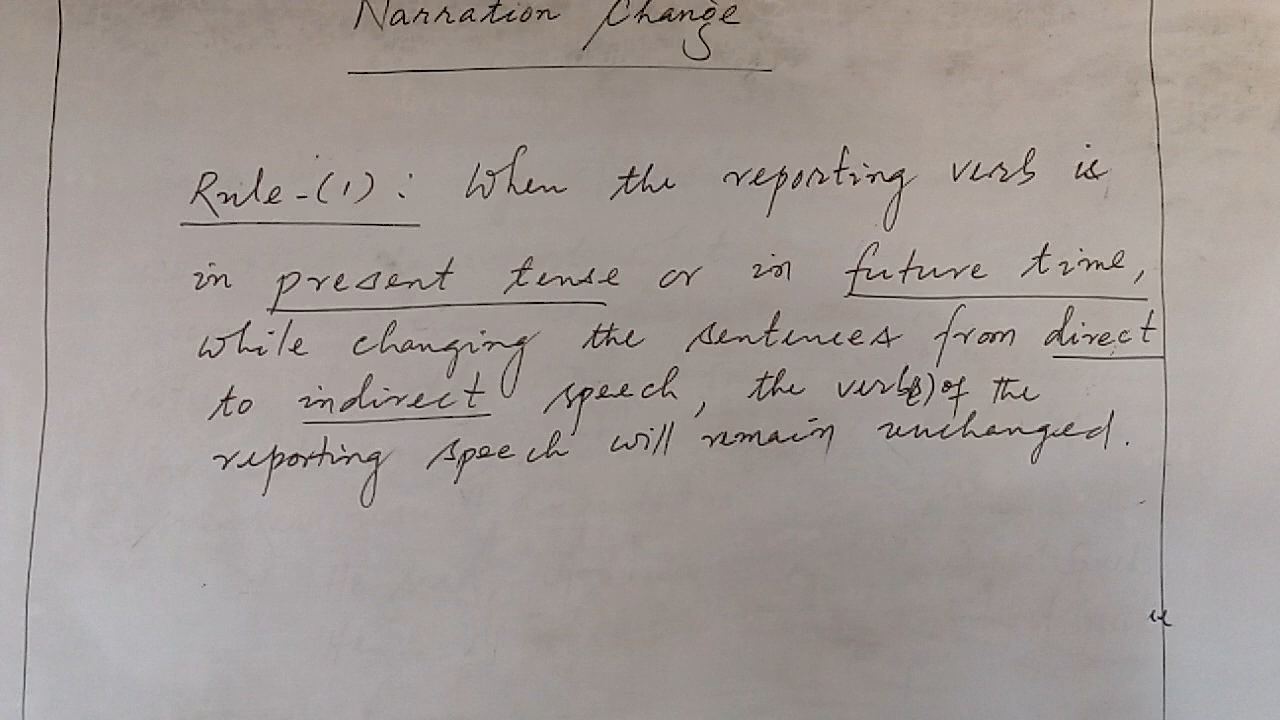 Narration Change
Rule-(1): When the reporting verb is
in present tense or in future time,
while changing the sentences from direct
to indirect speech, the verb(s) of the
reporting speech will remain unchanged.